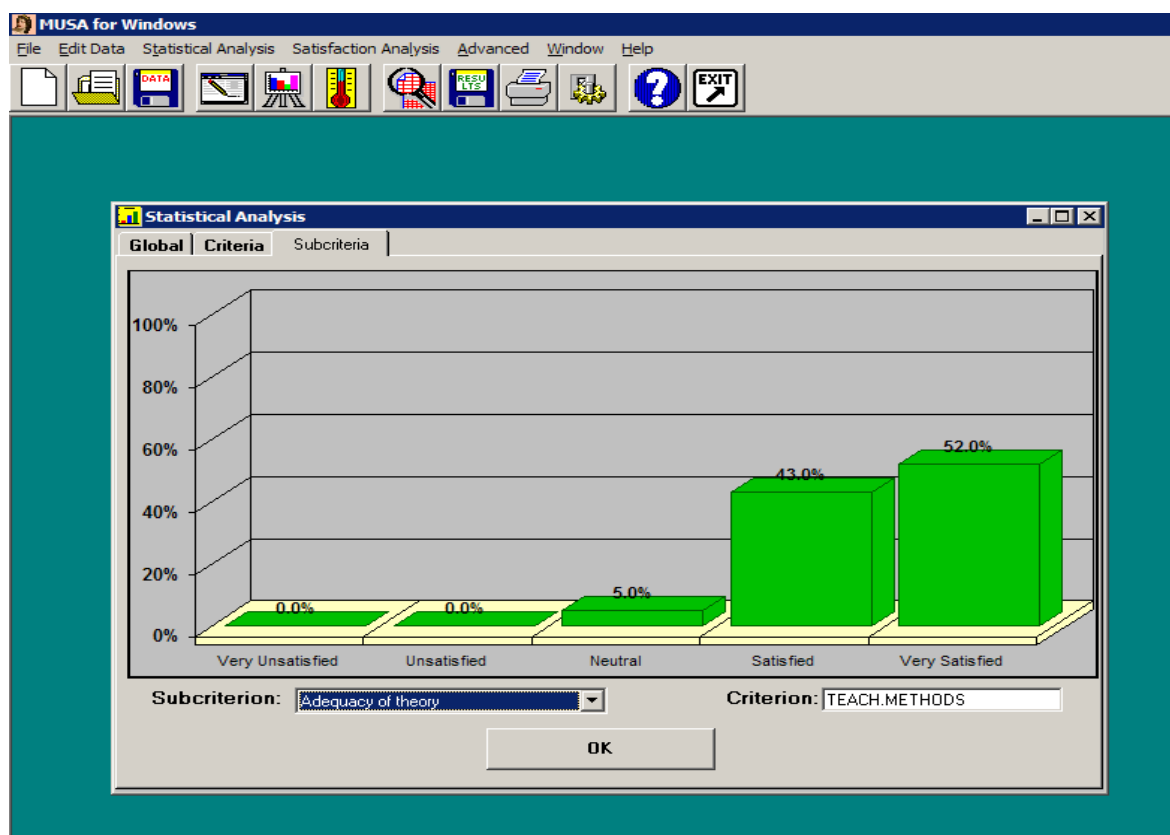 MUSA for Windows
File Edit Data Statistical Analysis Satisfaction Analysis Advanced Window Help
DATA RESU LTS ? EXIT
Statistical Analysis
Global Criteria Subcriteria
100%
80%
60%
40%
20%
0%
0.0% 0.0% 5.0% 43.0% 52.0%
Very Unsatisfied Unsatisfied Neutral Satisfied Very Satisfied
Subcriterion: Adequacy of theory Criterion: TEACH.METHODS
OK